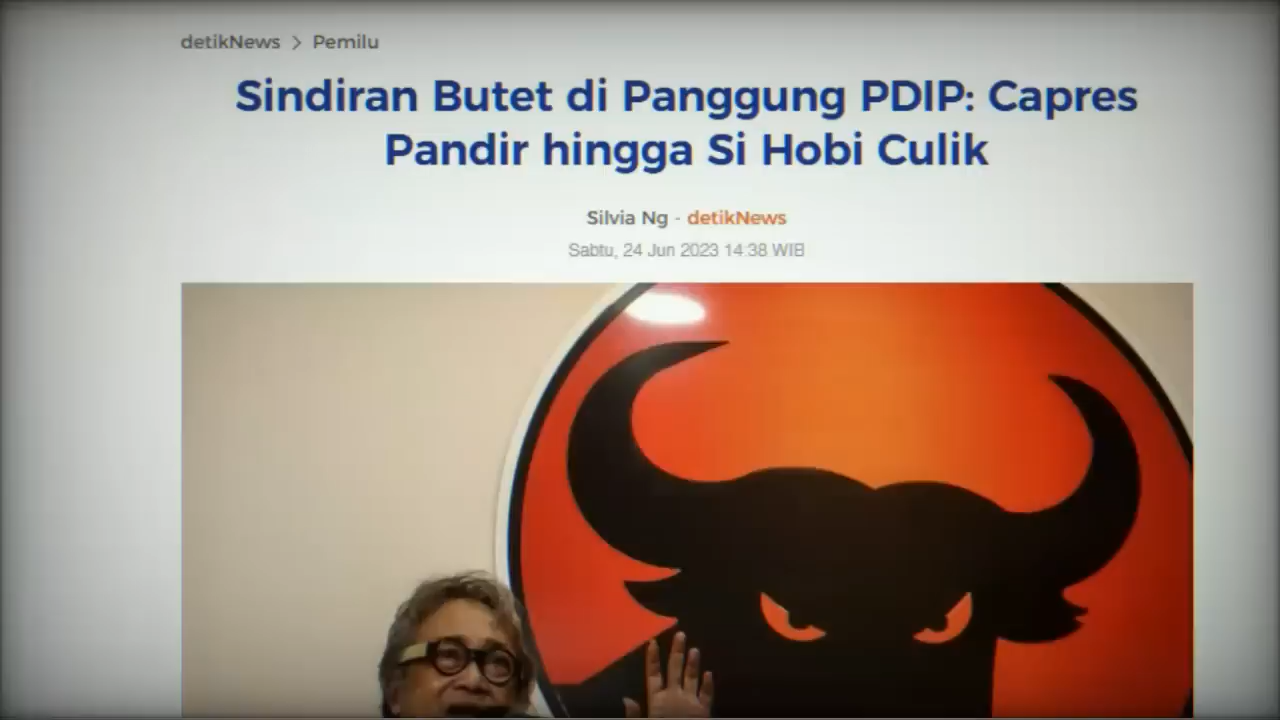 detikNews > Pemilu
Sindiran Butet di Panggung PDIP: Capres
Pandir hingga Si Hobi Culik
Silvia Ng - detikNews
Sabtu, 24 Jun 2023 14:38 WIB